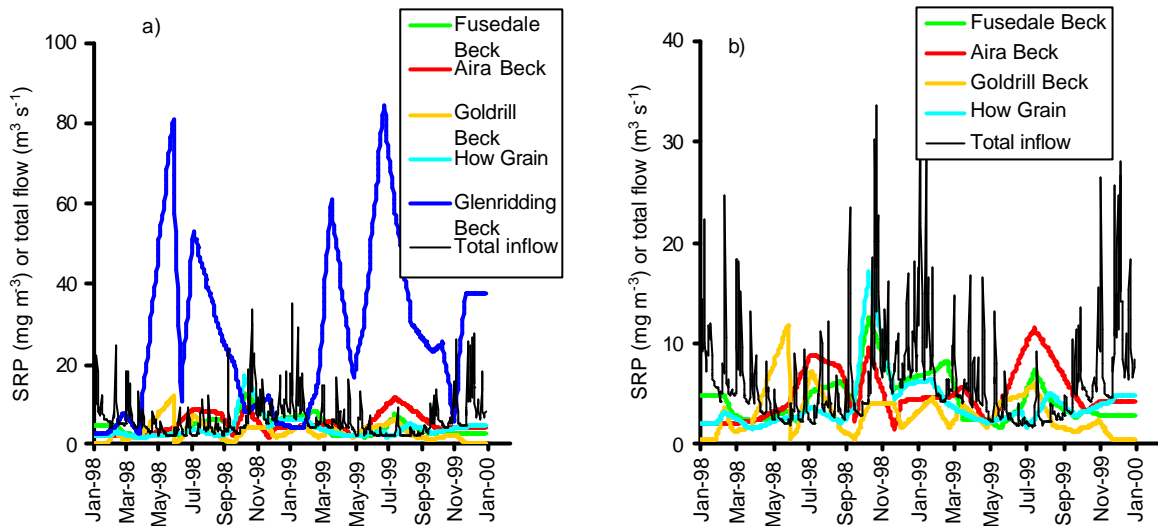 a)
SRP (mg m-3) or total flow (m3 s-1)
100
80
60
40
20
0
Jan-98
Mar-98
May-98
Jul-98
Sep-98
Nov-98
Jan-99
Mar-99
May-99
Jul-99
Sep-99
Nov-99
Jan-00
Fusedale
Beck
Aira Beck
Goldrill
Beck
How Grain
Glenridding
Beck
Total inflow
b)
SRP (mg m-3) or total flow (m3 s-1)
40
30
20
10
0
Jan-98
Mar-98
May-98
Jul-98
Sep-98
Nov-98
Jan-99
Mar-99
May-99
Jul-99
Sep-99
Nov-99
Jan-00
Fusedale Beck
Aira Beck
Goldrill Beck
How Grain
Total inflow